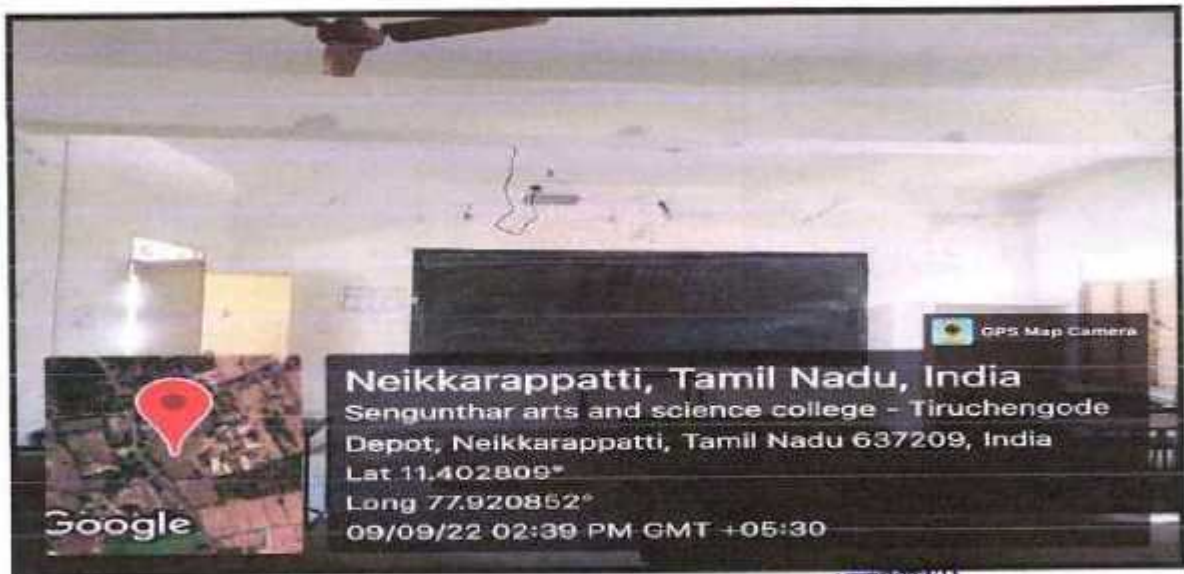 GPS Map Camera
Neikkarappatti, Tamil Nadu, India
Sengunthar arts and science college - Tiruchengode
Depot, Neikkarappatti, Tamil Nadu 637209, India
Lat 11.402809°
Long 77.920852°
09/09/22 02:39 PM GMT +05:30
Google